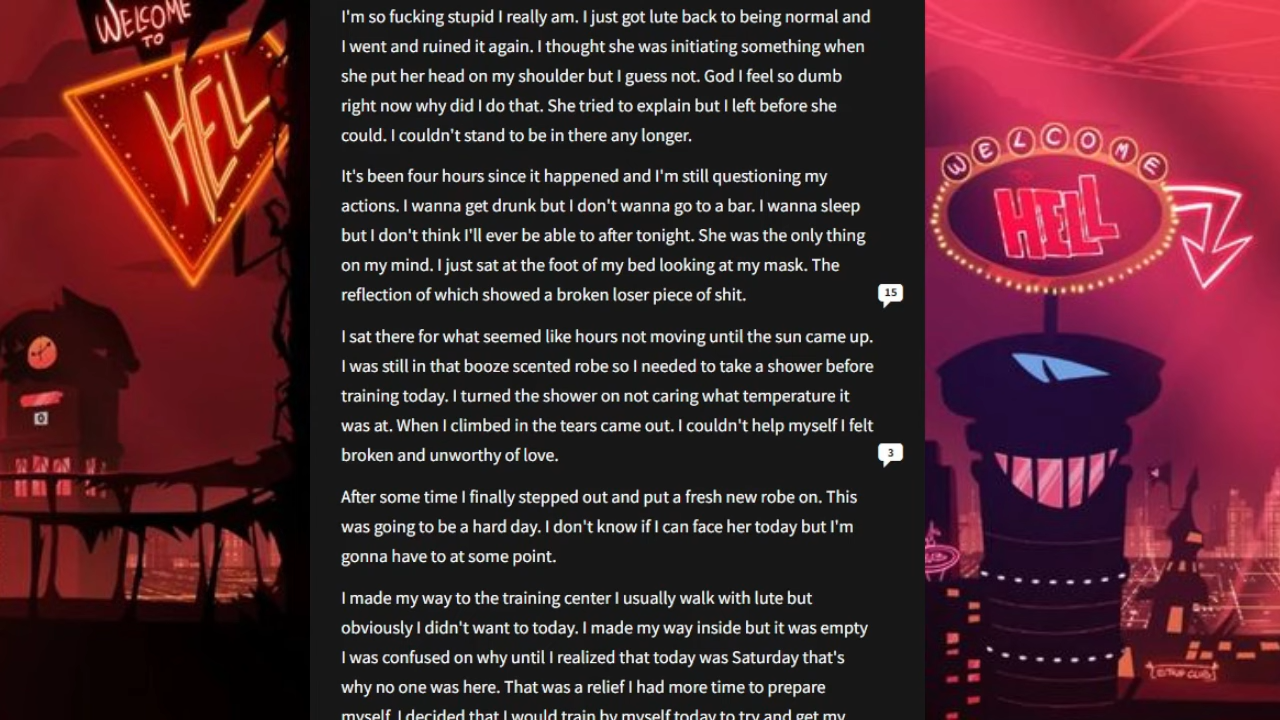 WELCOME
TO
HELL
I'm so fucking stupid I really am. I just got lute back to being normal and
I went and ruined it again. I thought she was initiating something when
she put her head on my shoulder but I guess not. God I feel so dumb
right now why did I do that. She tried to explain but I left before she
could. I couldn't stand to be in there any longer.
It's been four hours since it happened and I'm still questioning my
actions. I wanna get drunk but I don't wanna go to a bar. I wanna sleep
but I don't think I'll ever be able to after tonight. She was the only thing
on my mind. I just sat at the foot of my bed looking at my mask. The
reflection of which showed a broken loser piece of shit.
15
I sat there for what seemed like hours not moving until the sun came up.
I was still in that booze scented robe so I needed to take a shower before
training today. I turned the shower on not caring what temperature it
was at. When I climbed in the tears came out. I couldn't help myself I felt
broken and unworthy of love.
3
After some time I finally stepped out and put a fresh new robe on. This
was going to be a hard day. I don't know if I can face her today but I'm
gonna have to at some point.
I made my way to the training center I usually walk with lute but
obviously I didn't want to today. I made my way inside but it was empty
I was confused on why until I realized that today was Saturday that's
why no one was here. That was a relief I had more time to prepare
myself. I decided that I would train by myself today to try and get my
WELCOME
HELL